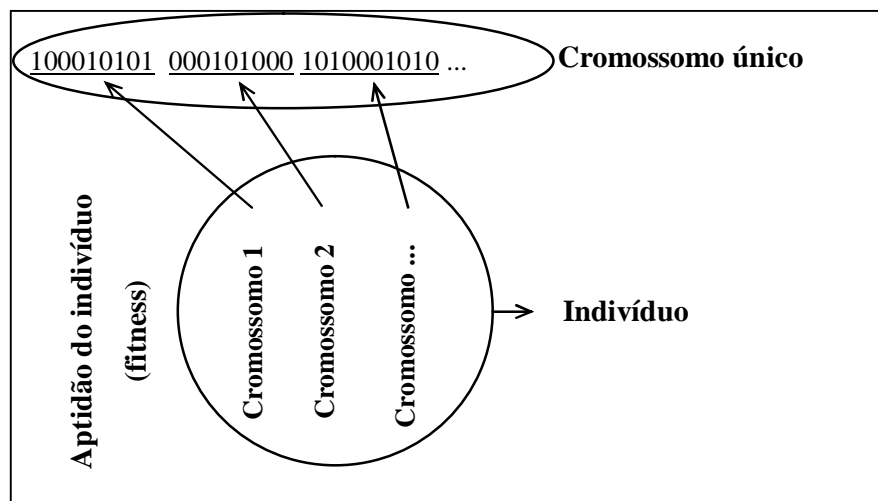 100010101 000101000 1010001010 ...
Cromossomo único
Aptidão do indivíduo
(fitness)
Cromossomo 1
Cromossomo 2
Cromossomo ...
Indivíduo